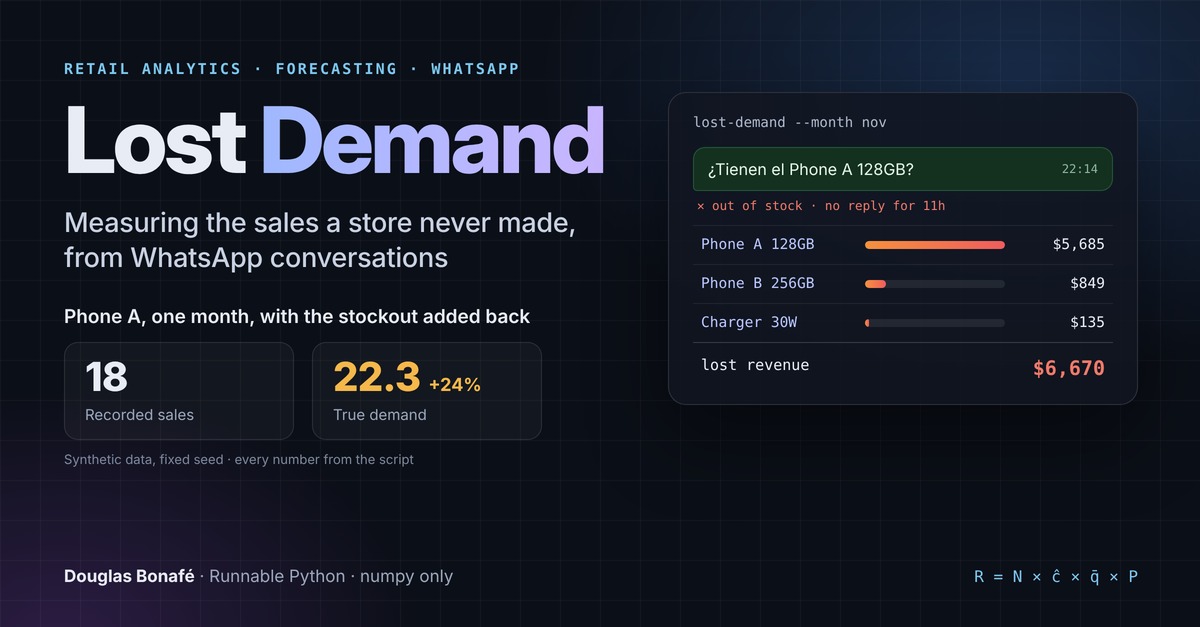 RETAIL ANALYTICS · FORECASTING · WHATSAPP
Lost Demand
Measuring the sales a store never made,
from WhatsApp conversations
Phone A, one month, with the stockout added back
18
Recorded sales
22.3 +24%
True demand
Synthetic data, fixed seed · every number from the script
lost-demand --month nov
¿Tienen el Phone A 128GB? 22:14
× out of stock · no reply for 11h
Phone A 128GB $5,685
Phone B 256GB $849
Charger 30W $135
lost revenue $6,670
Douglas Bonafé · Runnable Python · numpy only
R = N × ĉ × q̄ × P